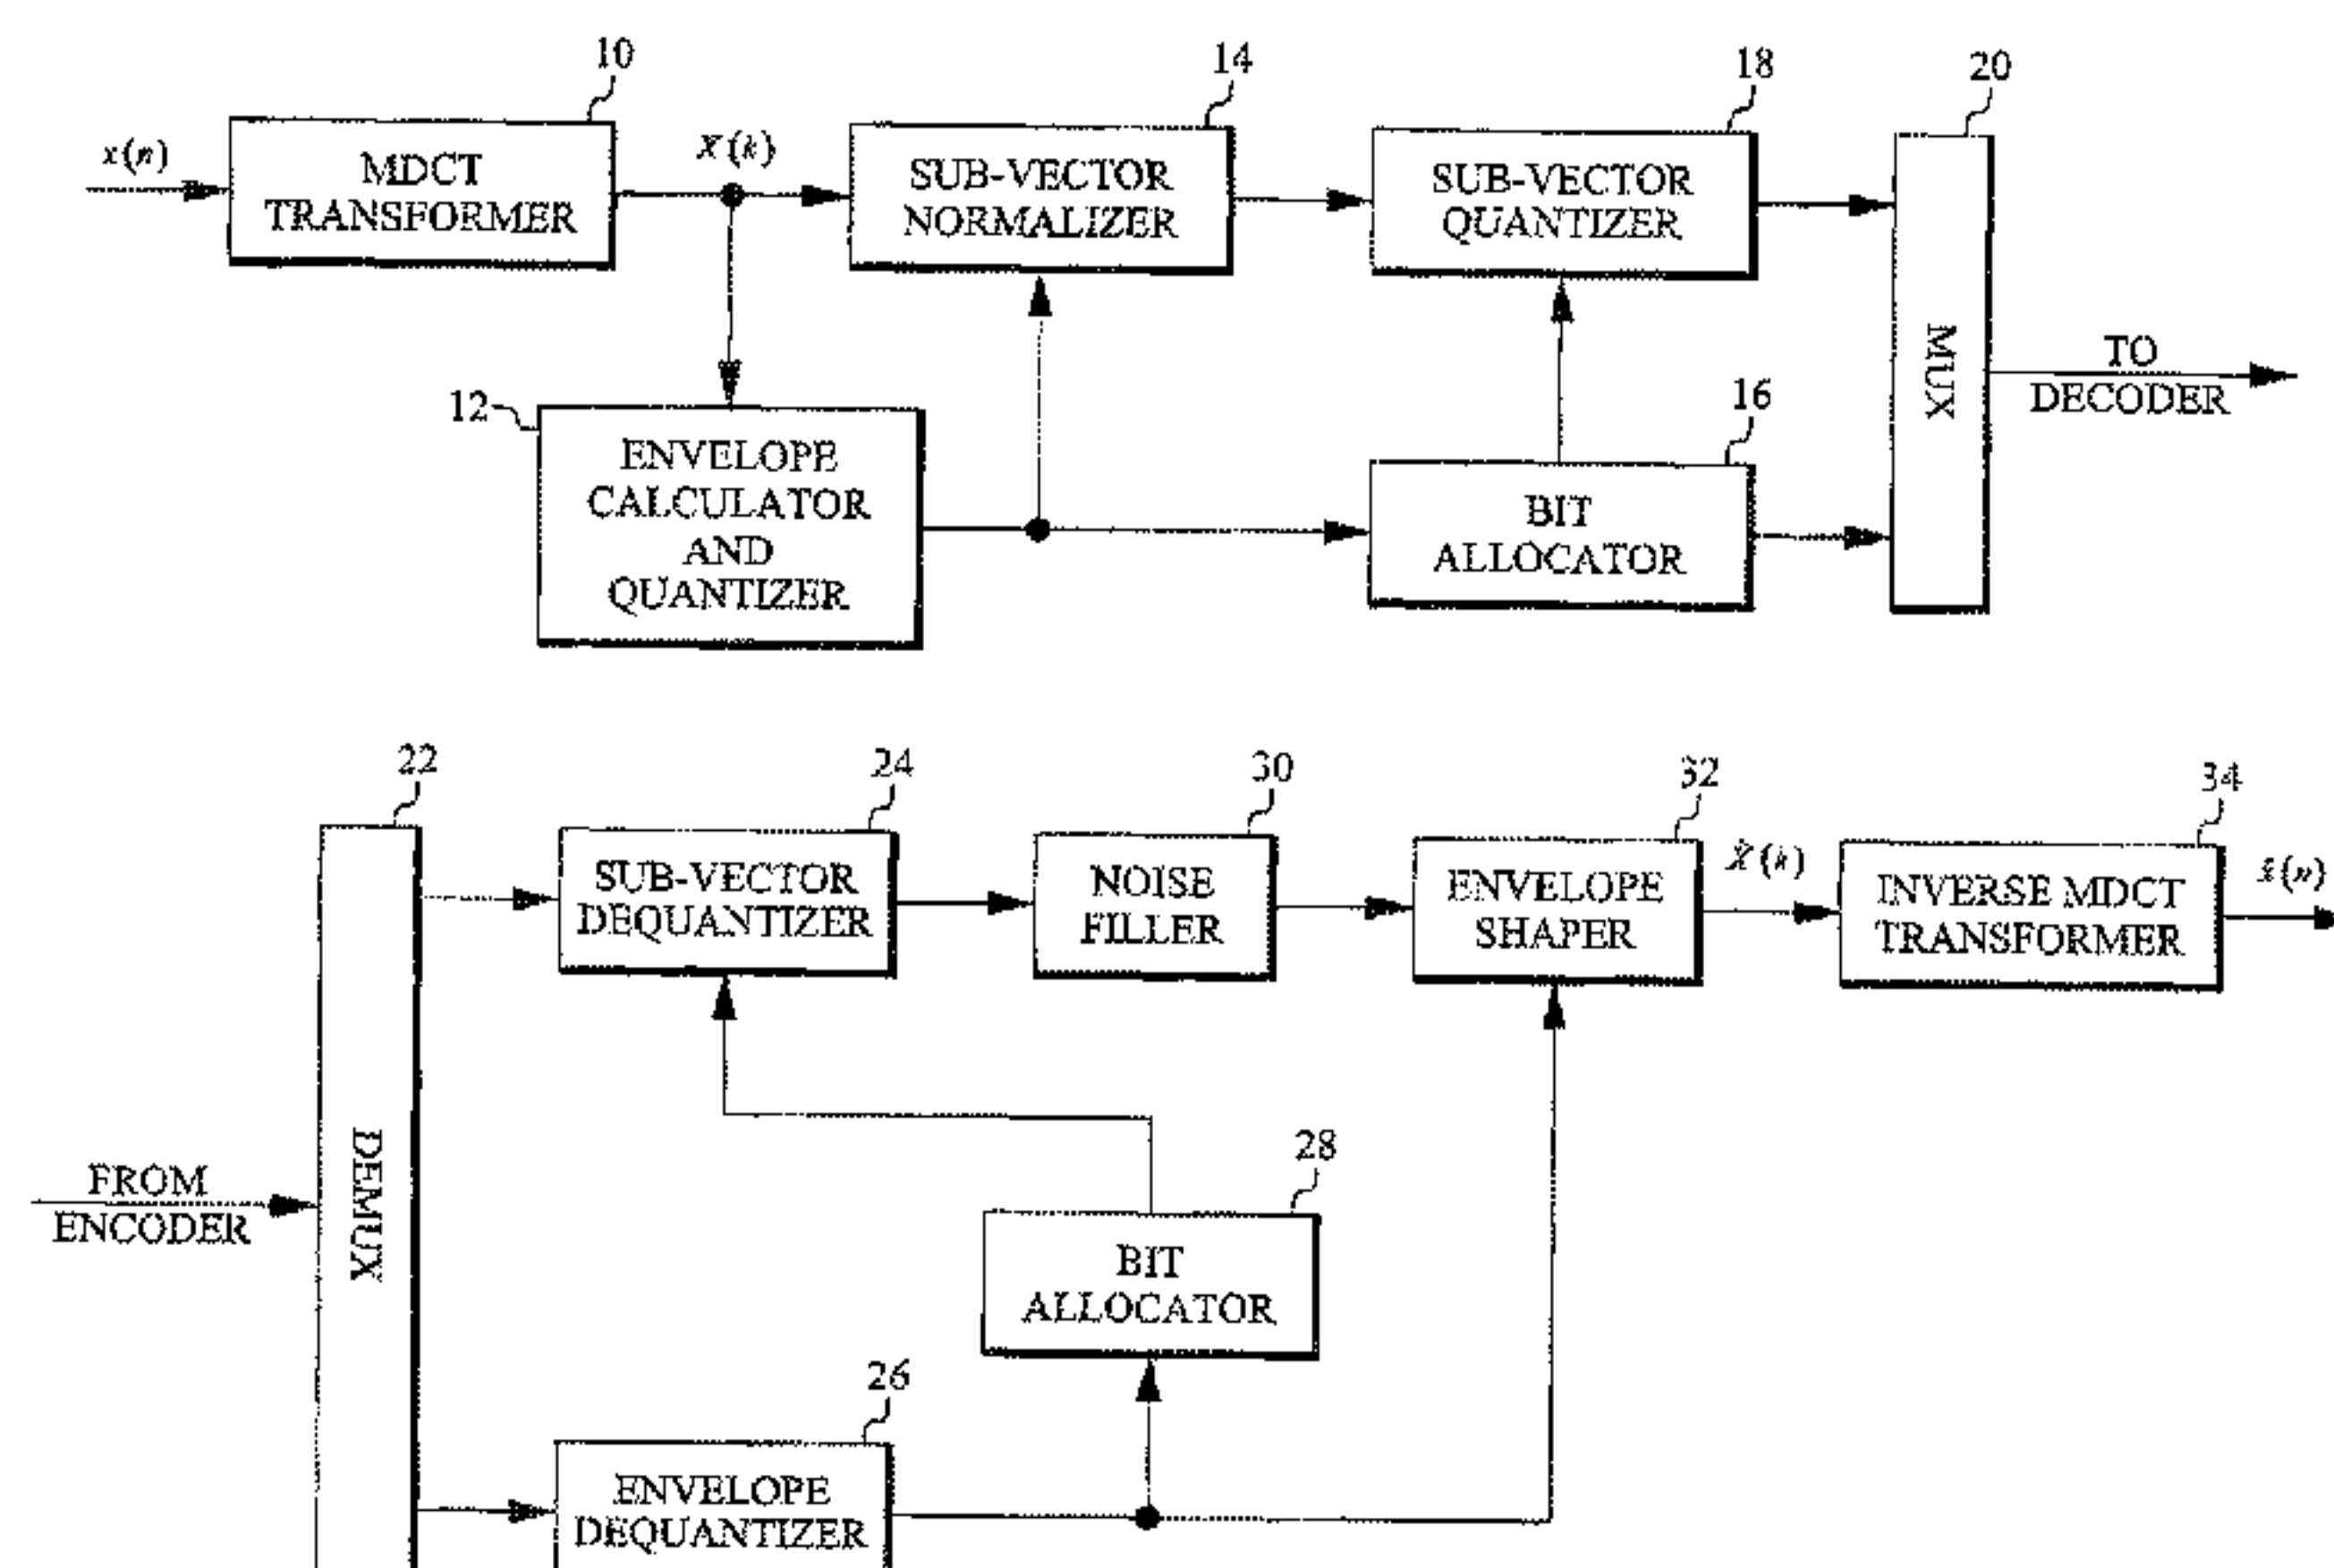 10
14
18
20
x(n)
MDCT
TRANSFORMER
X(k)
SUB-VECTOR
NORMALIZER
SUB-VECTOR
QUANTIZER
MUX
TO
DECODER
12
ENVELOPE
CALCULATOR
AND
QUANTIZER
16
BIT
ALLOCATOR
22
24
30
32
34
SUB-VECTOR
DEQUANTIZER
NOISE
FILLER
ENVELOPE
SHAPER
X̂(k)
INVERSE MDCT
TRANSFORMER
x̂(n)
FROM
ENCODER
DEMUX
28
BIT
ALLOCATOR
26
ENVELOPE
DEQUANTIZER